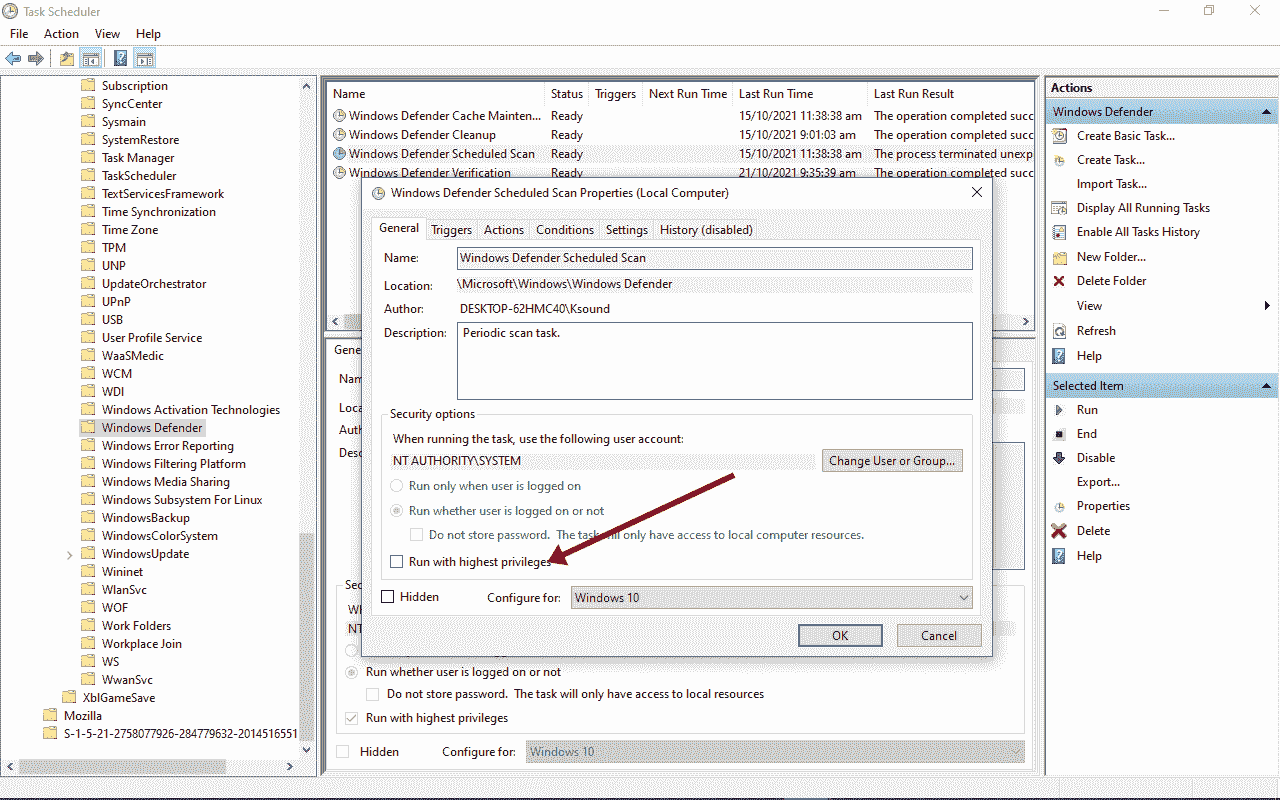 Task Scheduler
File Action View Help
Subscription
SyncCenter
Sysmain
SystemRestore
Task Manager
TaskScheduler
TextServicesFramework
Time Synchronization
Time Zone
TPM
UNP
UpdateOrchestrator
UPnP
USB
User Profile Service
WaaSMedic
WCM
WDI
Windows Activation Technologies
Windows Defender
Windows Error Reporting
Windows Filtering Platform
Windows Media Sharing
Windows Subsystem For Linux
WindowsBackup
WindowsColorSystem
WindowsUpdate
Wininet
WlanSvc
WOF
Work Folders
Workplace Join
WS
WwanSvc
XblGameSave
Mozilla
S-1-5-21-2758077926-284779632-2014516551
Name Status Triggers Next Run Time Last Run Time Last Run Result
Windows Defender Cache Mainten... Ready 15/10/2021 11:38:38 am The operation completed succ
Windows Defender Cleanup Ready 15/10/2021 9:01:03 am The operation completed succ
Windows Defender Scheduled Scan Ready 15/10/2021 11:38:38 am The process terminated unexp
Windows Defender Verification Ready 21/10/2021 9:35:39 am The operation completed succ
Windows Defender Scheduled Scan Properties (Local Computer)
General Triggers Actions Conditions Settings History (disabled)
Name: Windows Defender Scheduled Scan
Location: \Microsoft\Windows\Windows Defender
Author: DESKTOP-62HMC40\Ksound
Description: Periodic scan task.
Security options
When running the task, use the following user account:
NT AUTHORITY\SYSTEM Change User or Group...
Run only when user is logged on
Run whether user is logged on or not
Do not store password. The task will only have access to local computer resources.
Run with highest privileges
Hidden Configure for: Windows 10
OK Cancel
Gene
Nam
Loca
Auth
Desc
Sec
Wh
NT
Run whether user is logged on or not
Do not store password. The task will only have access to local resources
Run with highest privileges
Hidden Configure for: Windows 10
Actions
Windows Defender
Create Basic Task...
Create Task...
Import Task...
Display All Running Tasks
Enable All Tasks History
New Folder...
Delete Folder
View
Refresh
Help
Selected Item
Run
End
Disable
Export...
Properties
Delete
Help